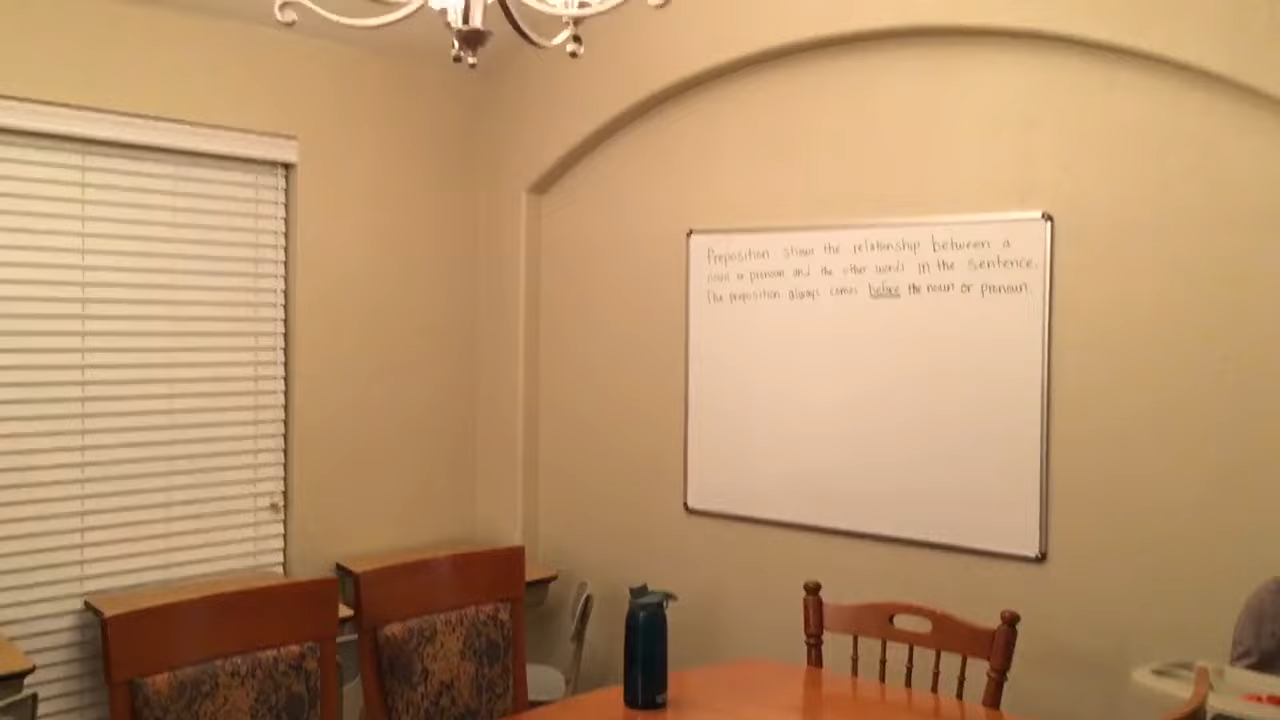 Preposition shows the relationship between a
noun or pronoun and the other words in the sentence.
The preposition always comes before the noun or pronoun.